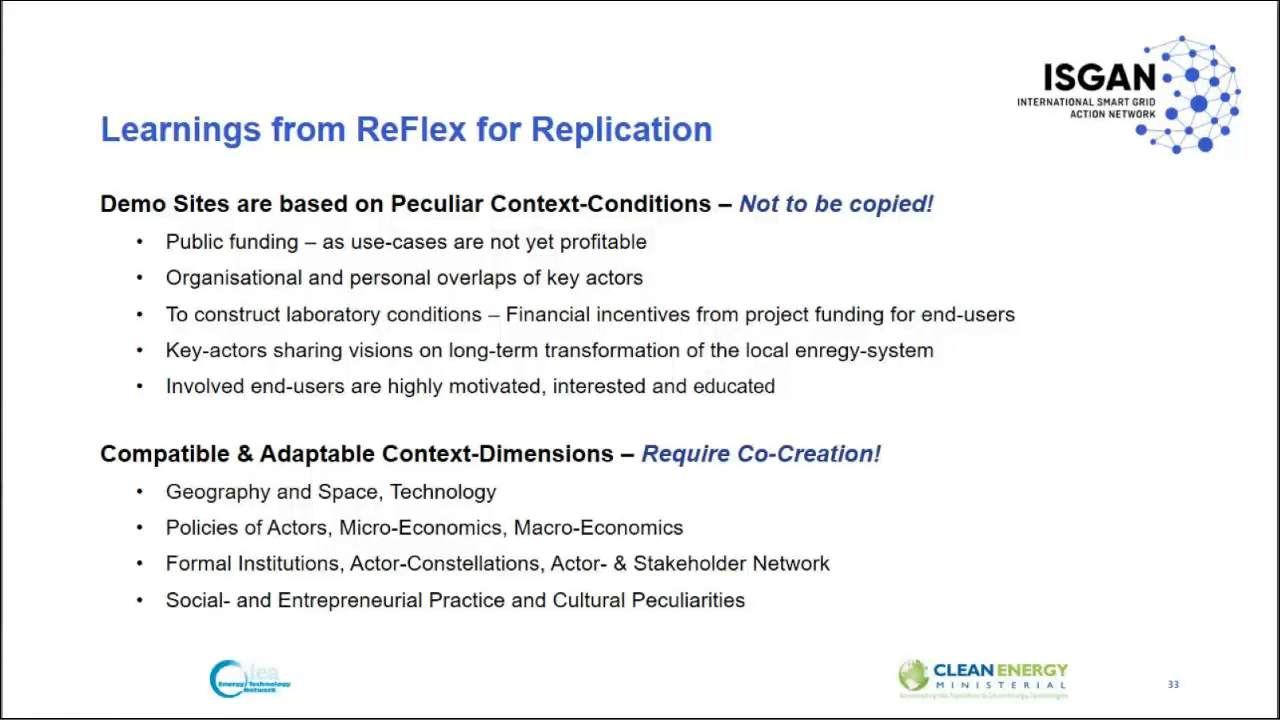 ISGAN
INTERNATIONAL SMART GRID
ACTION NETWORK
Learnings from ReFlex for Replication
Demo Sites are based on Peculiar Context-Conditions – Not to be copied!
• Public funding – as use-cases are not yet profitable
• Organisational and personal overlaps of key actors
• To construct laboratory conditions – Financial incentives from project funding for end-users
• Key-actors sharing visions on long-term transformation of the local enregy-system
• Involved end-users are highly motivated, interested and educated
Compatible & Adaptable Context-Dimensions – Require Co-Creation!
• Geography and Space, Technology
• Policies of Actors, Micro-Economics, Macro-Economics
• Formal Institutions, Actor-Constellations, Actor- & Stakeholder Network
• Social- and Entrepreneurial Practice and Cultural Peculiarities
iea
Energy Technology
Network
CLEAN ENERGY
MINISTERIAL
33